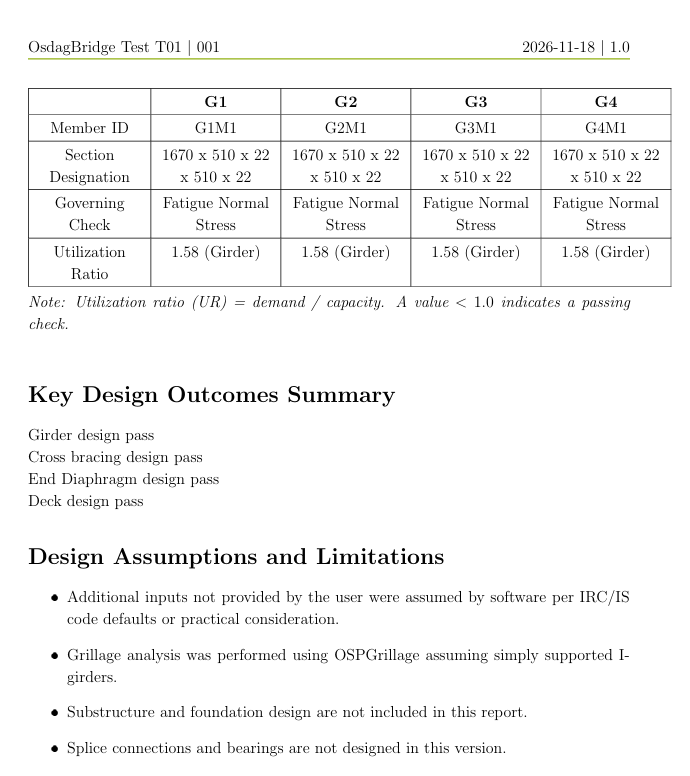 OsdagBridge Test T01 | 001 2026-11-18 | 1.0
G1 G2 G3 G4
Member ID G1M1 G2M1 G3M1 G4M1
Section 1670 x 510 x 22 1670 x 510 x 22 1670 x 510 x 22 1670 x 510 x 22
Designation x 510 x 22 x 510 x 22 x 510 x 22 x 510 x 22
Governing Fatigue Normal Fatigue Normal Fatigue Normal Fatigue Normal
Check Stress Stress Stress Stress
Utilization 1.58 (Girder) 1.58 (Girder) 1.58 (Girder) 1.58 (Girder)
Ratio
Note: Utilization ratio (UR) = demand / capacity. A value < 1.0 indicates a passing
check.
Key Design Outcomes Summary
Girder design pass
Cross bracing design pass
End Diaphragm design pass
Deck design pass
Design Assumptions and Limitations
• Additional inputs not provided by the user were assumed by software per IRC/IS
code defaults or practical consideration.
• Grillage analysis was performed using OSPGrillage assuming simply supported I-
girders.
• Substructure and foundation design are not included in this report.
• Splice connections and bearings are not designed in this version.